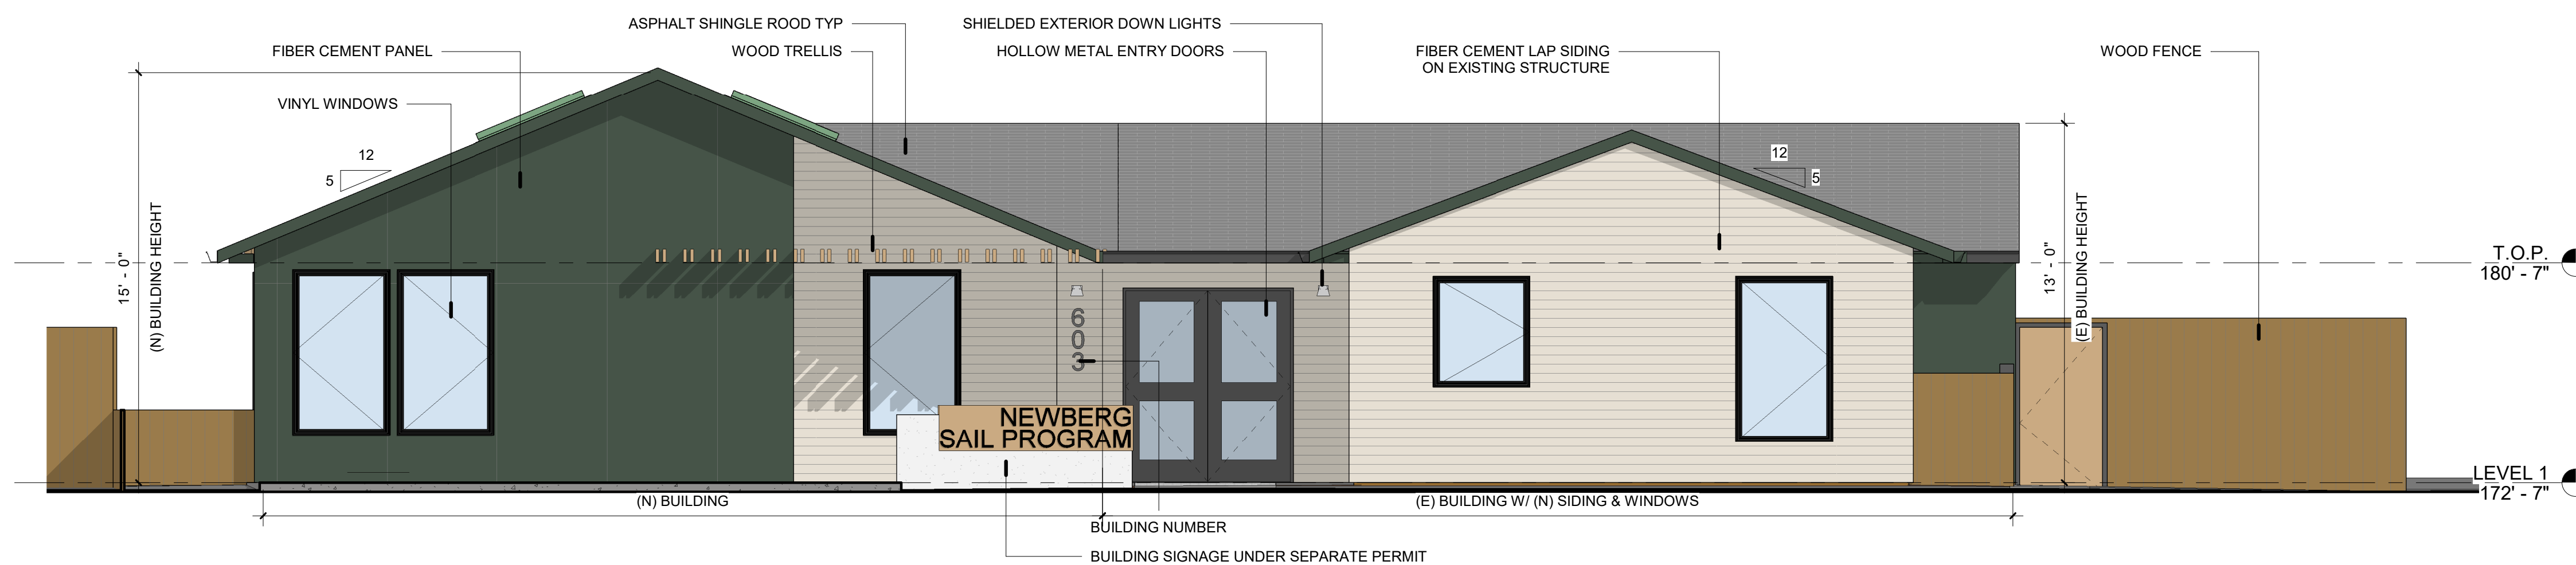 ASPHALT SHINGLE ROOD TYP
SHIELDED EXTERIOR DOWN LIGHTS
FIBER CEMENT PANEL
WOOD TRELLIS
HOLLOW METAL ENTRY DOORS
FIBER CEMENT LAP SIDING
ON EXISTING STRUCTURE
WOOD FENCE
VINYL WINDOWS
12
5
12
5
15' - 0"
(N) BUILDING HEIGHT
13' - 0"
(E) BUILDING HEIGHT
T.O.P.
180' - 7"
603
NEWBERG
SAIL PROGRAM
LEVEL 1
172' - 7"
(N) BUILDING
(E) BUILDING W/ (N) SIDING & WINDOWS
BUILDING NUMBER
BUILDING SIGNAGE UNDER SEPARATE PERMIT